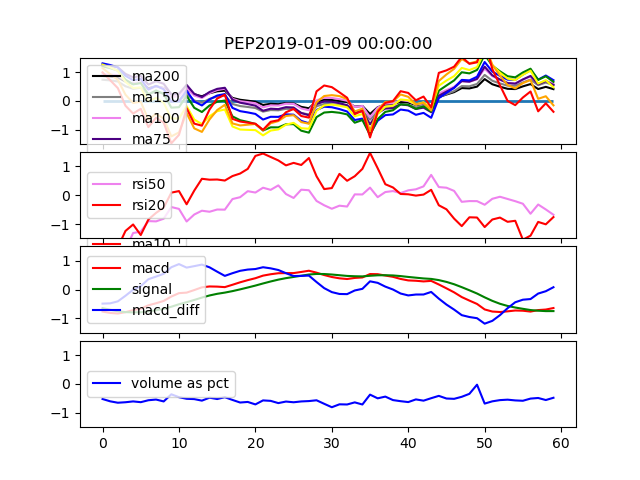 PEP2019-01-09 00:00:00
1
0
−1
ma200
ma150
ma100
ma75
1
0
−1
rsi50
rsi20
ma10
1
0
−1
macd
signal
macd_diff
1
0
−1
volume as pct
0 10 20 30 40 50 60